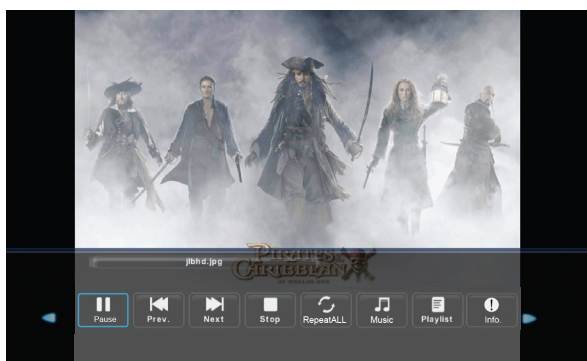 jlbhd.jpg
PIRATES
CARIBBEAN
Pause
Prev.
Next
Stop
RepeatALL
Music
Playlist
Info.